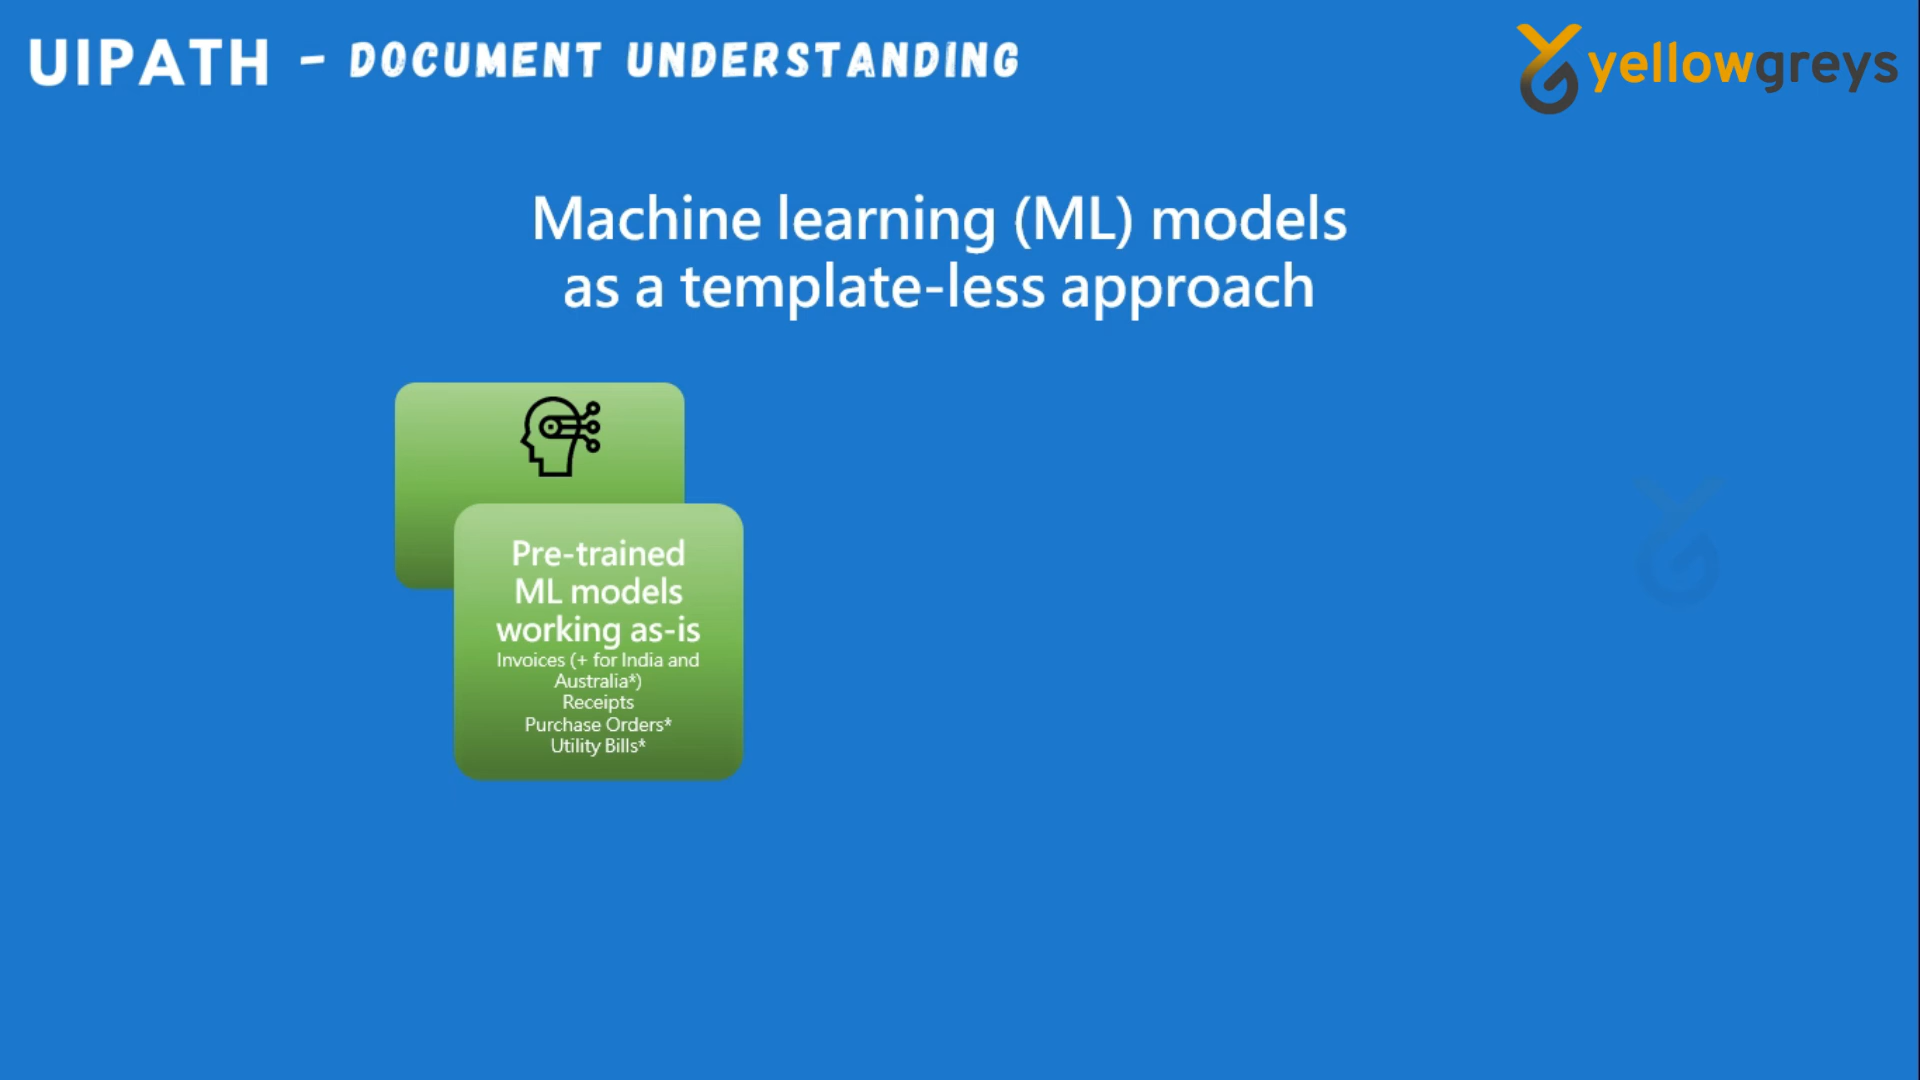 UIPATH - DOCUMENT UNDERSTANDING
yellowgreys
Machine learning (ML) models
as a template-less approach
Pre-trained
ML models
working as-is
Invoices (+ for India and
Australia*)
Receipts
Purchase Orders*
Utility Bills*